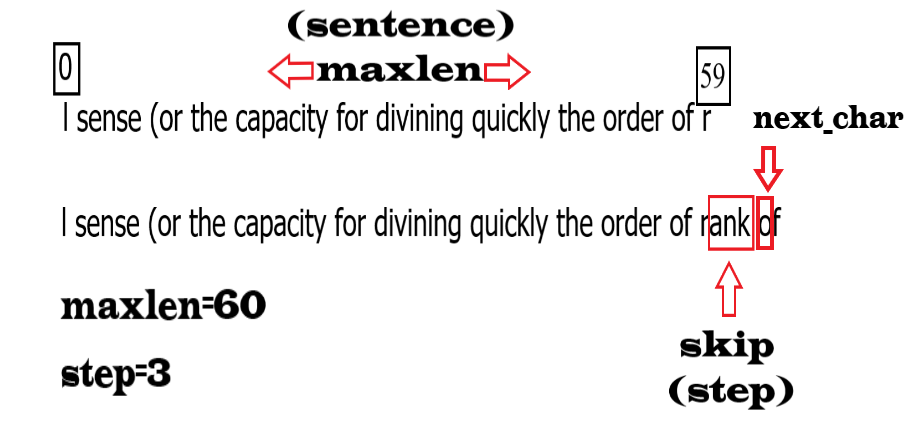 (sentence)
0 maxlen 59
l sense (or the capacity for divining quickly the order of r
next_char
l sense (or the capacity for divining quickly the order of rank of
maxlen=60
step=3
skip
(step)